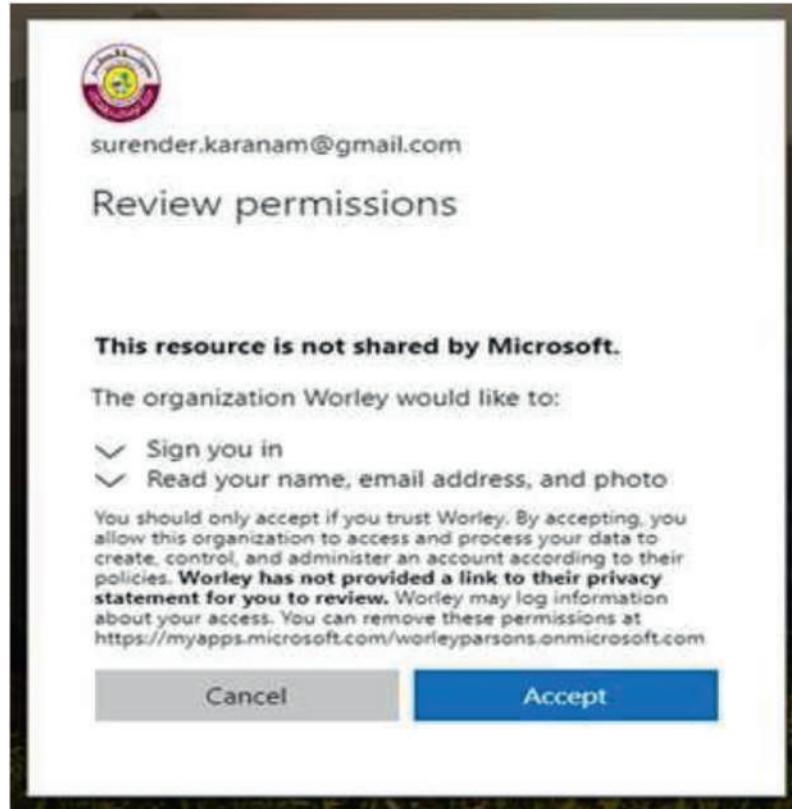 surender.karanam@gmail.com
Review permissions
This resource is not shared by Microsoft.
The organization Worley would like to:
Sign you in
Read your name, email address, and photo
You should only accept if you trust Worley. By accepting, you
allow this organization to access and process your data to
create, control, and administer an account according to their
policies. Worley has not provided a link to their privacy
statement for you to review. Worley may log information
about your access. You can remove these permissions at
https://myapps.microsoft.com/worleyparsons.onmicrosoft.com
Cancel
Accept